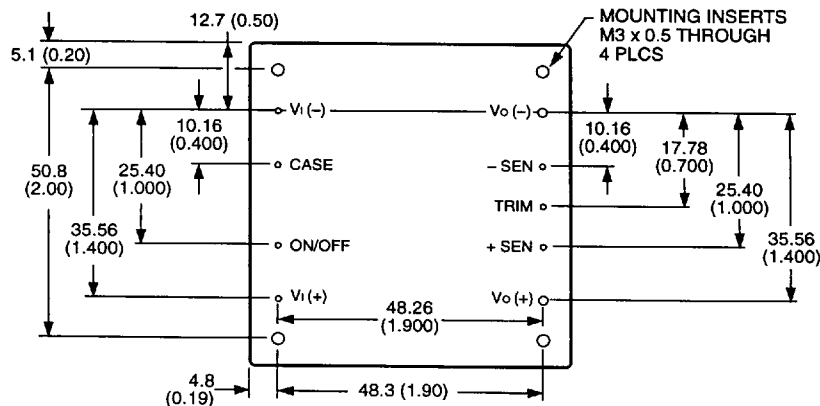 12.7 (0.50)
5.1 (0.20)
MOUNTING INSERTS
M3 x 0.5 THROUGH
4 PLCS
VI (–)
VO (–)
10.16
(0.400)
10.16
(0.400)
17.78
(0.700)
CASE
– SEN
50.8
(2.00)
25.40
(1.000)
25.40
(1.000)
TRIM
35.56
(1.400)
35.56
(1.400)
ON/OFF
+ SEN
VI (+)
VO (+)
48.26
(1.900)
4.8
(0.19)
48.3 (1.90)